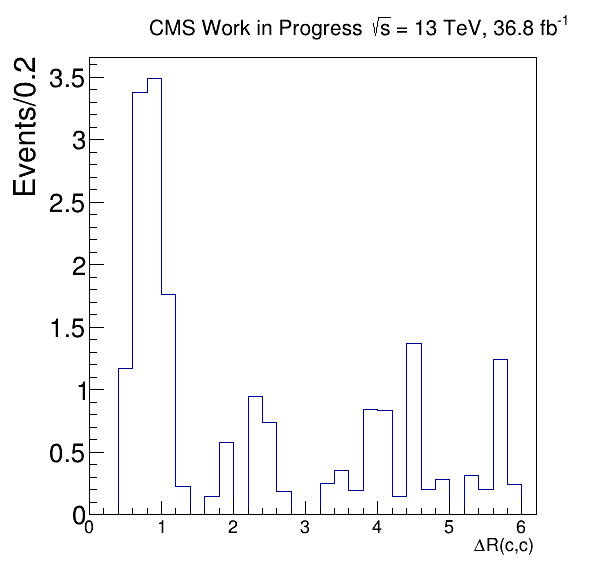 CMS Work in Progress √s = 13 TeV, 36.8 fb⁻¹
Events/0.2
3.5
3
2.5
2
1.5
1
0.5
0
0 1 2 3 4 5 6
ΔR(c,c)